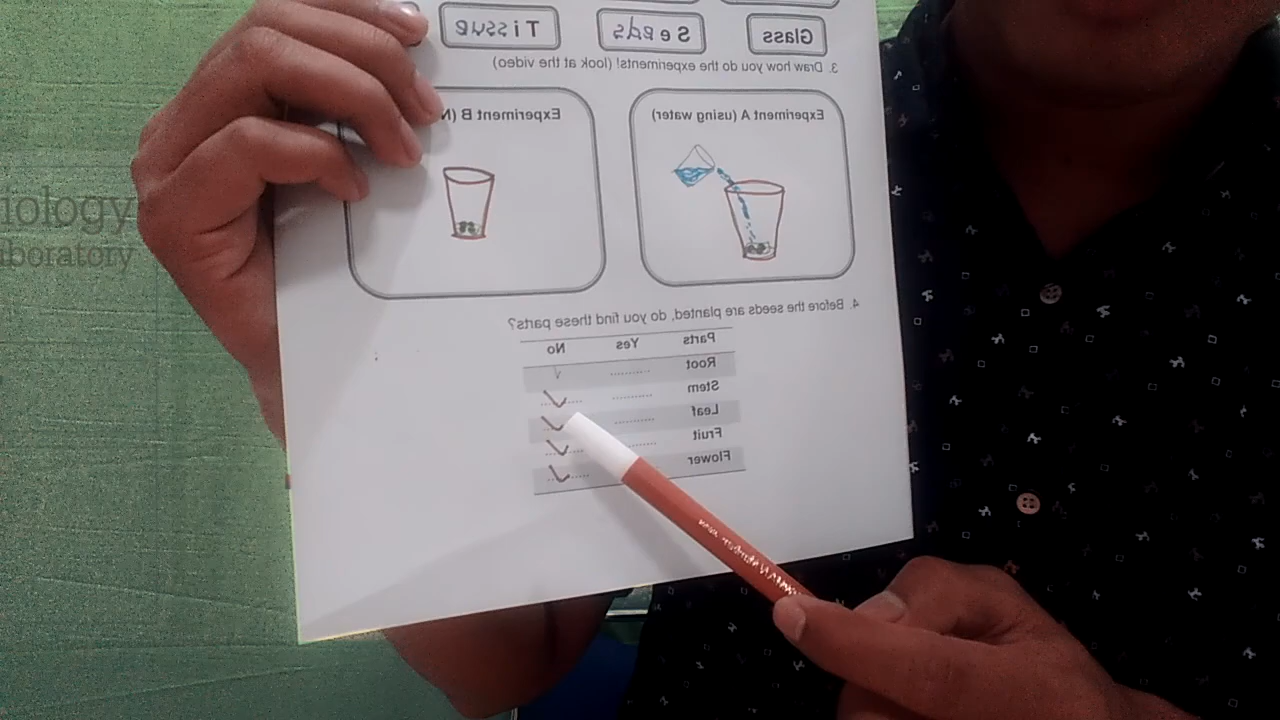 Glass Seeds Tissue
3. Draw how you do the experiments! (look at the video)
Experiment A (using water)
Experiment B (
4. Before the seeds are planted, do you find these parts?
Parts Yes No
Root ..........
Stem ..........
Leaf ..........
Fruit
Flower
iology
boratory